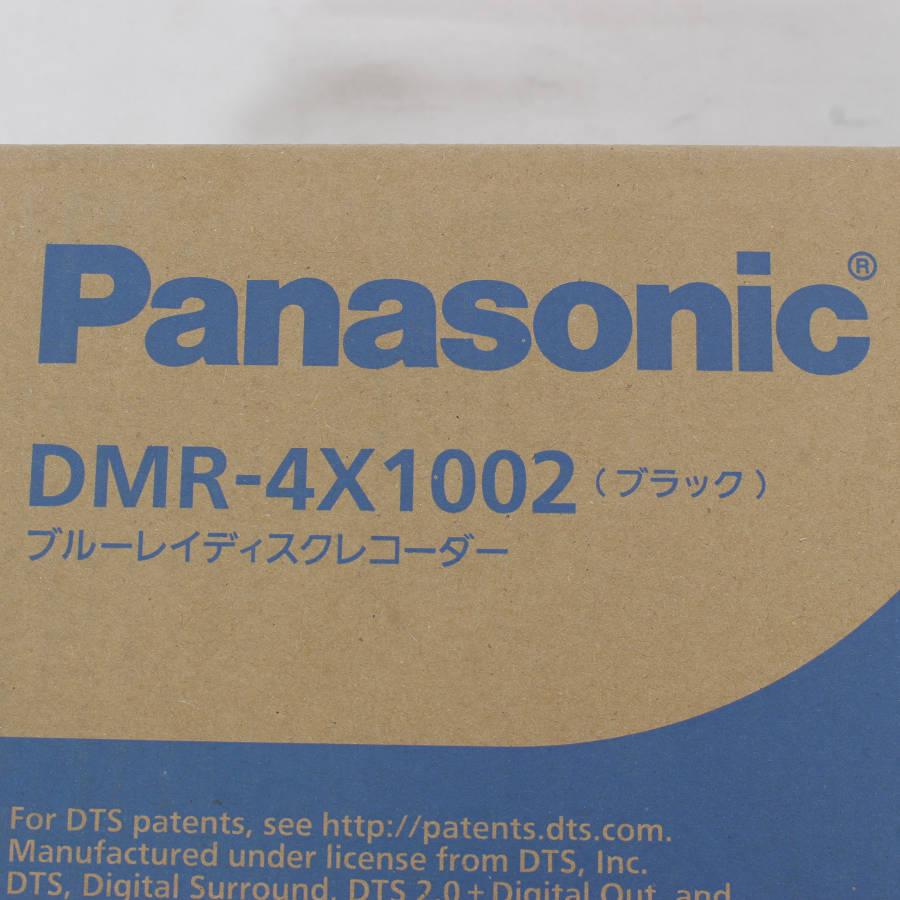 Panasonic®
DMR-4X1002（ブラック）
ブルーレイディスクレコーダー
For DTS patents, see http://patents.dts.com.
Manufactured under license from DTS, Inc.
DTS, Digital Surround, DTS 2.0+Digital Out, and